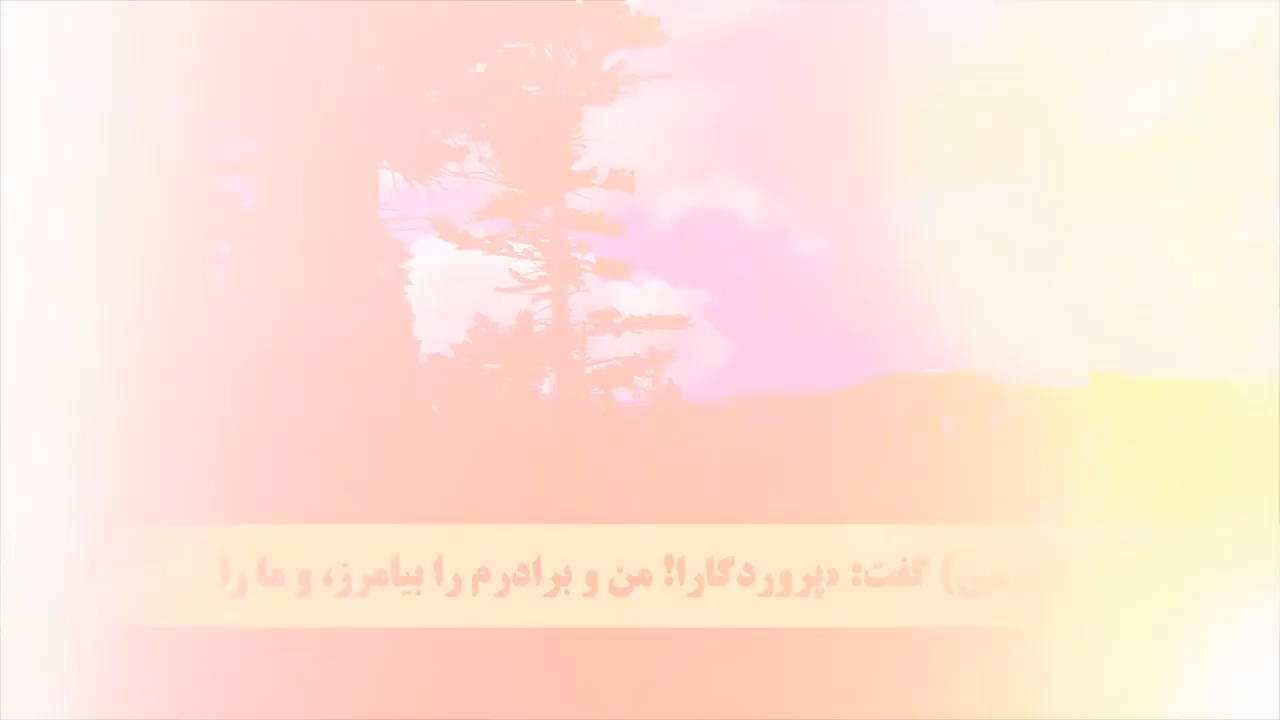 ) گفت: «پروردگارا! من و برادرم را بیامرز، و ما را